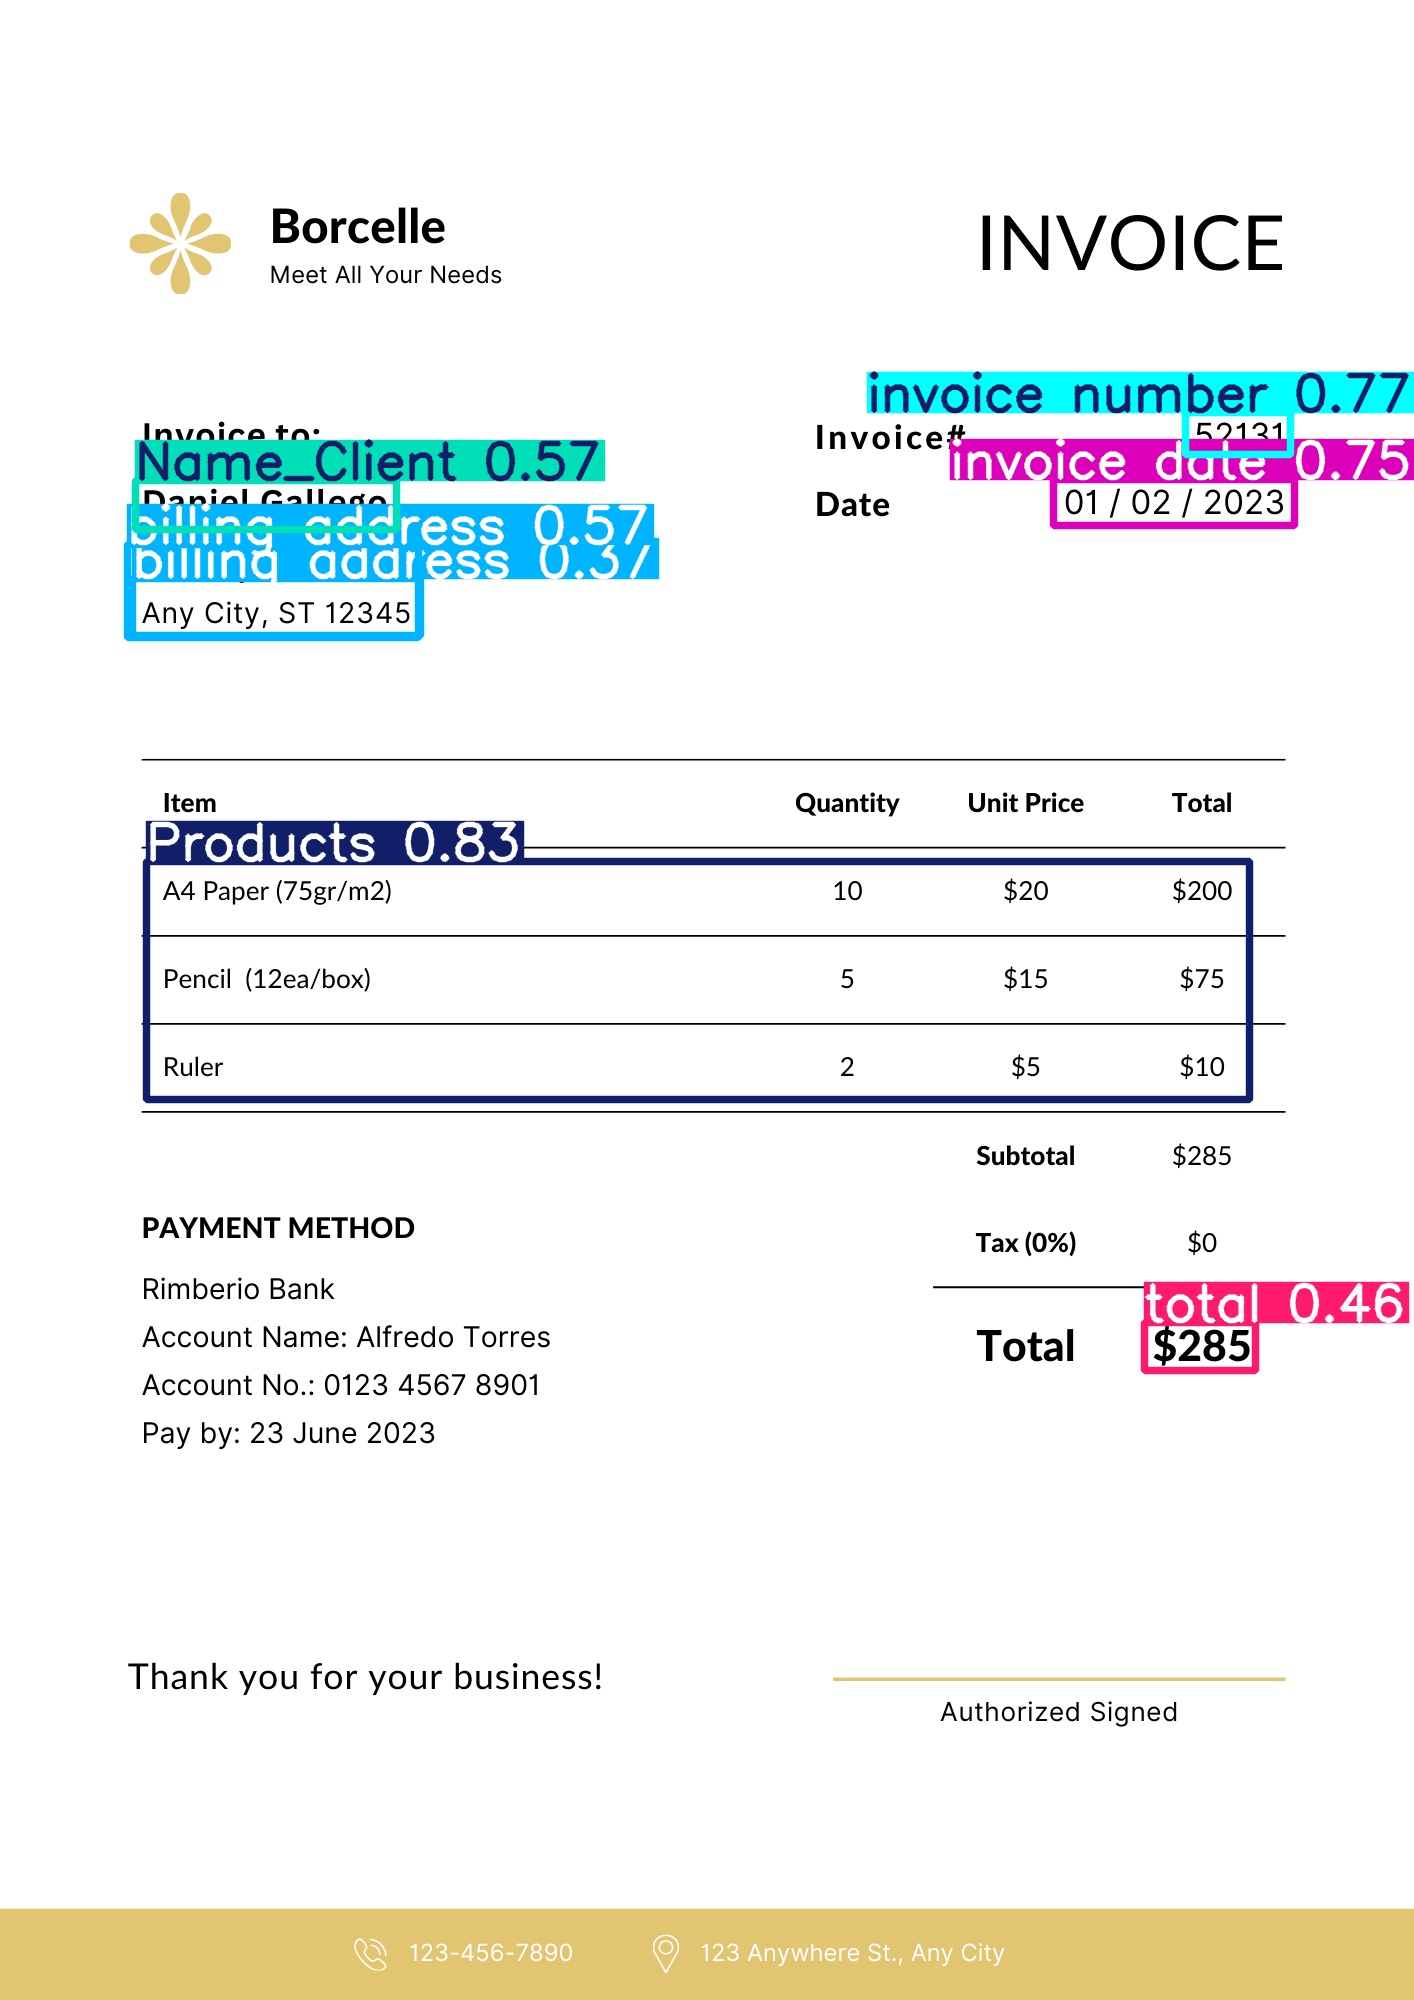 Borcelle
Meet All Your Needs
INVOICE
invoice number 0.77
Invoice to:
Invoice# 52131
Name_Client 0.57
invoice date 0.75
Daniel Gallego
Date 01 / 02 / 2023
billing address 0.57
billing address 0.37
Any City, ST 12345
Item Quantity Unit Price Total
Products 0.83
A4 Paper (75gr/m2) 10 $20 $200
Pencil (12ea/box) 5 $15 $75
Ruler 2 $5 $10
Subtotal $285
PAYMENT METHOD
Tax (0%) $0
Rimberio Bank
total 0.46
Account Name: Alfredo Torres
Total $285
Account No.: 0123 4567 8901
Pay by: 23 June 2023
Thank you for your business!
Authorized Signed
123-456-7890 123 Anywhere St., Any City